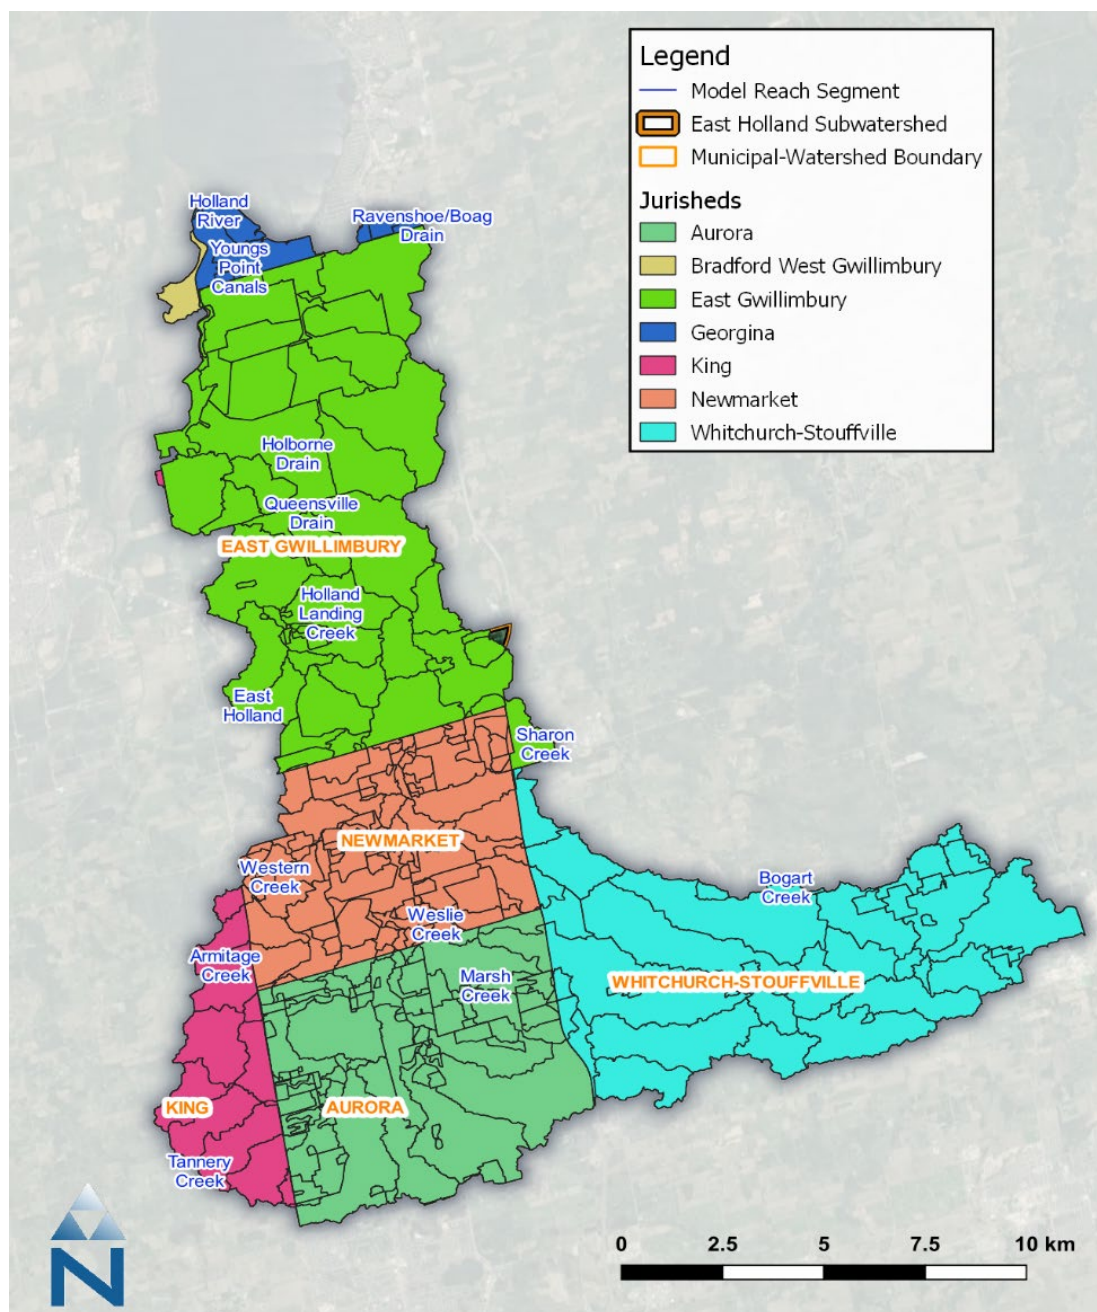 Legend
Model Reach Segment
East Holland Subwatershed
Municipal-Watershed Boundary
Jurisheds
Aurora
Bradford West Gwillimbury
East Gwillimbury
Georgina
King
Newmarket
Whitchurch-Stouffville
Holland
River
Ravenshoe/Boag
Drain
Youngs
Point
Canals
Holborne
Drain
Queensville
Drain
EAST GWILLIMBURY
Holland
Landing
Creek
East
Holland
Sharon
Creek
NEWMARKET
Western
Creek
Bogart
Creek
Weslie
Creek
Armitage
Creek
Marsh
Creek
WHITCHURCH-STOUFFVILLE
KING
AURORA
Tannery
Creek
N
0 2.5 5 7.5 10 km